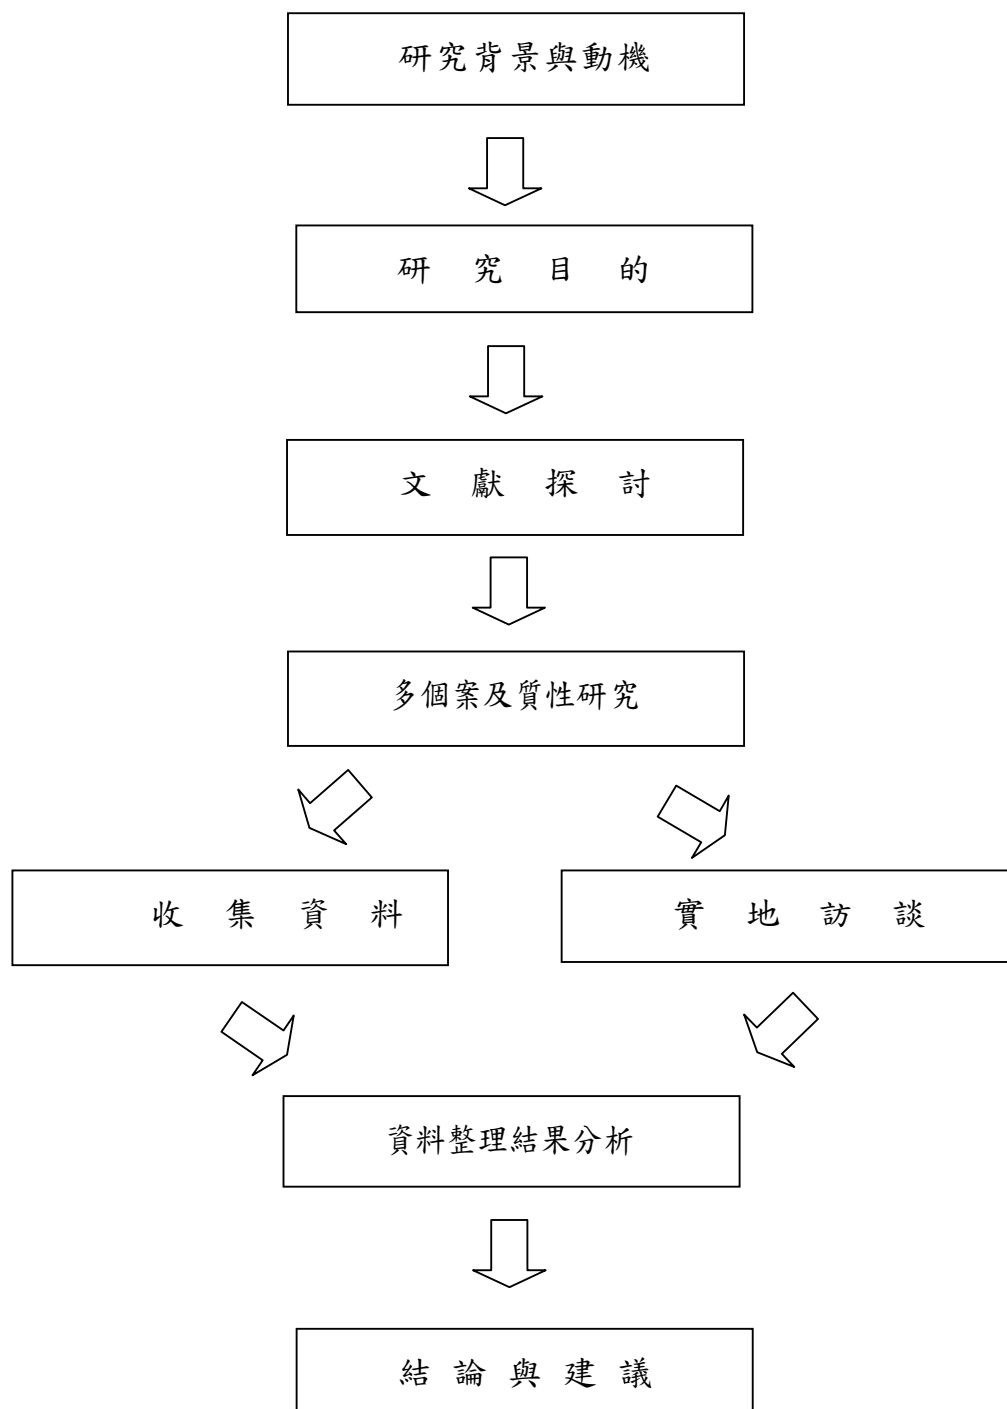 研究背景與動機
研究目的
文獻探討
多個案及質性研究
收集資料
實地訪談
資料整理結果分析
結論與建議